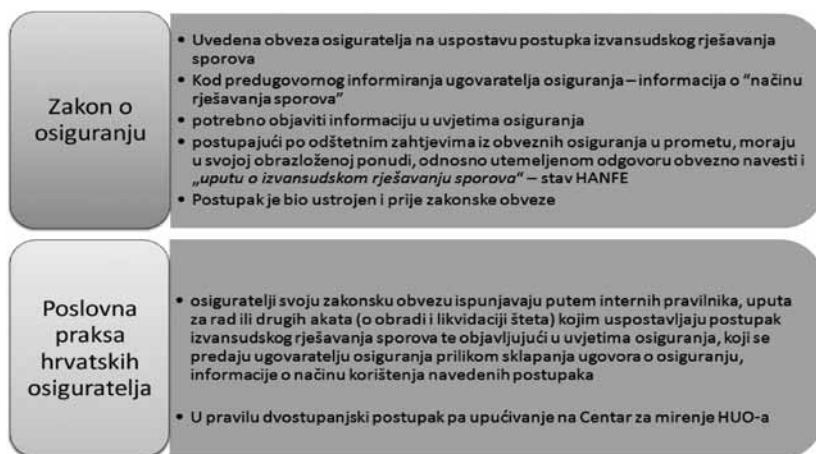 Zakon o
osiguranju
• Uvedena obveza osiguratelja na uspostavu postupka izvansudskog rješavanja
sporova
• Kod predugovornog informiranja ugovaratelja osiguranja – informacija o “načinu
rješavanja sporova”
• potrebno objaviti informaciju u uvjetima osiguranja
• postupajući po odštetnim zahtjevima iz obveznih osiguranja u prometu, moraju
u svojoj obrazloženoj ponudi, odnosno utemeljenom odgovoru obvezno navesti i
„uputu o izvansudskom rješavanju sporova“ – stav HANFE
• Postupak je bio ustrojen i prije zakonske obveze
Poslovna
praksa
hrvatskih
osiguratelja
• osiguratelji svoju zakonsku obvezu ispunjavaju putem internih pravilnika, uputa
za rad ili drugih akata (o obradi i likvidaciji šteta) kojim uspostavljaju postupak
izvansudskog rješavanja sporova te objavljujući u uvjetima osiguranja, koji se
predaju ugovaratelju osiguranja prilikom sklapanja ugovora o osiguranju,
informacije o načinu korištenja navedenih postupaka
• U pravilu dvostupanjski postupak pa upućivanje na Centar za mirenje HUO-a